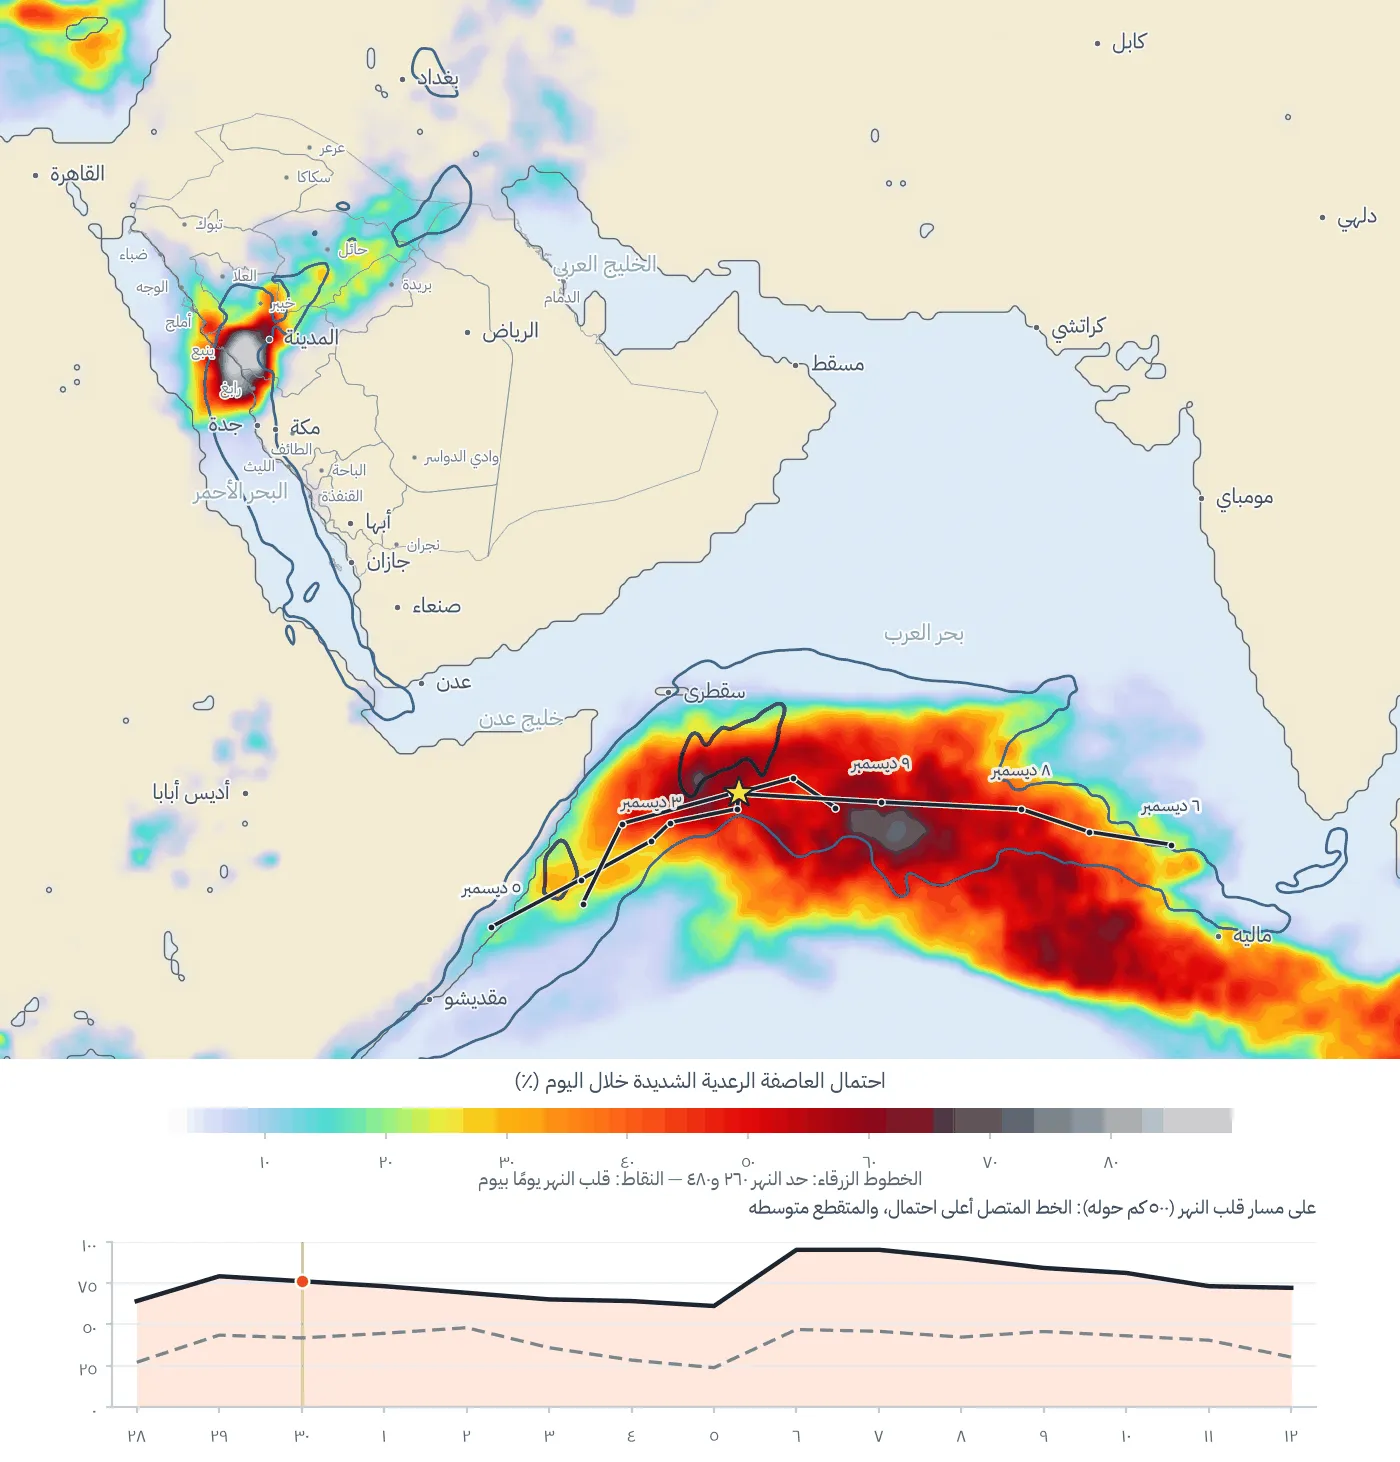 كابل
بغداد
عرعر
القاهرة
سكاكا
دلهي
تبوك
ضباء
حائل
الخليج العربي
العلا
الوجه
بريدة
الدمام
خيبر
أملج
كراتشي
الرياض
المدينة
ينبع
مسقط
رابغ
جدة
مكة
الطائف
وادي الدواسر
الليث
الباحة
البحر الأحمر
القنفذة
مومباي
أبها
نجران
جازان
صنعاء
بحر العرب
عدن
سقطرى
خليج عدن
٩ ديسمبر
٨ ديسمبر
أديس أبابا
٣ ديسمبر
٦ ديسمبر
٥ ديسمبر
ماليه
مقديشو
احتمال العاصفة الرعدية الشديدة خلال اليوم (٪)
١٠ ٢٠ ٣٠ ٤٠ ٥٠ ٦٠ ٧٠ ٨٠
الخطوط الزرقاء: حد النهر ٢٦٠ و٤٨٠ — النقاط: قلب النهر يومًا بيوم
على مسار قلب النهر (٥٠٠ كم حوله): الخط المتصل أعلى احتمال، والمتقطع متوسطه
١٠٠
٧٥
٥٠
٢٥
٠
٢٨ ٢٩ ٣٠ ١ ٢ ٣ ٤ ٥ ٦ ٧ ٨ ٩ ١٠ ١١ ١٢